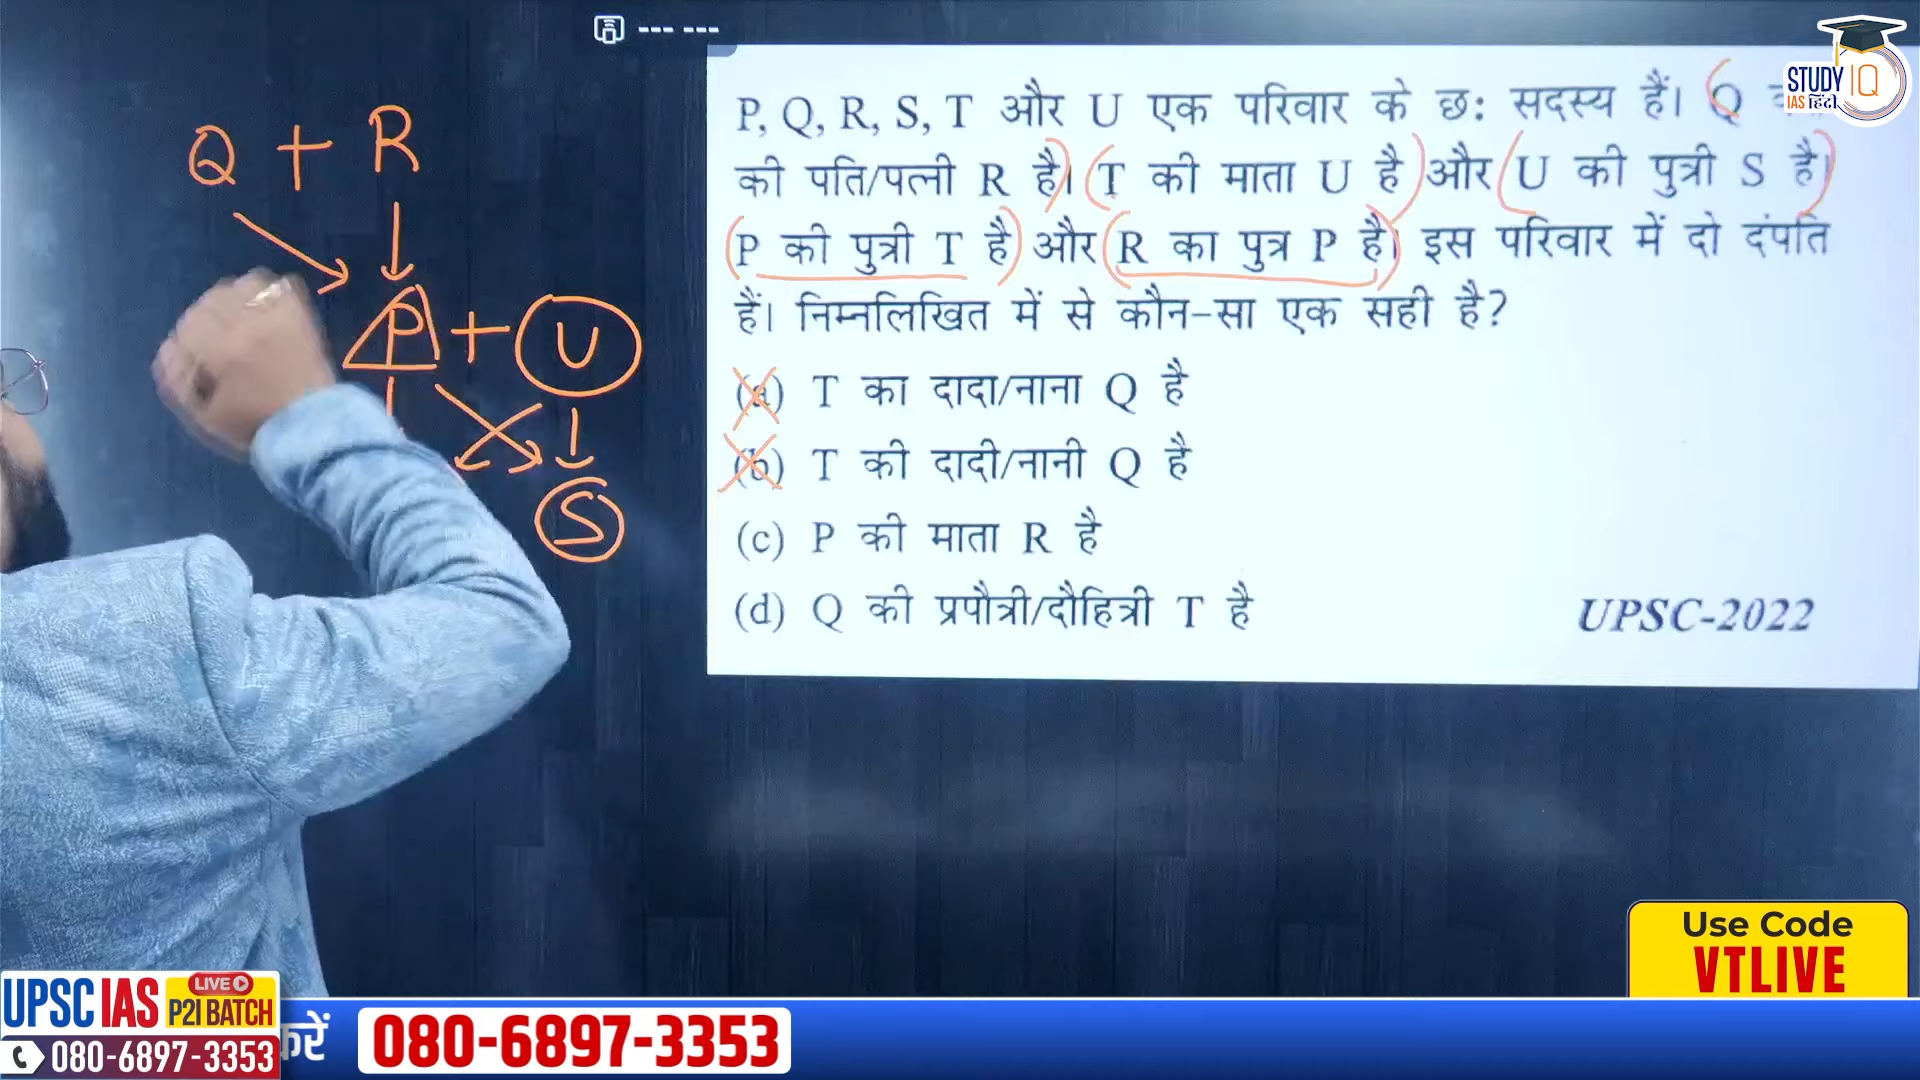 --- ---
STUDY IQ
IAS हिंदी
P, Q, R, S, T और U एक परिवार के छ: सदस्य हैं। Q
की पति/पत्नी R है। T की माता U है और U की पुत्री S है।
P की पुत्री T है और R का पुत्र P है। इस परिवार में दो दंपति
हैं। निम्नलिखित में से कौन-सा एक सही है?
(a) T का दादा/नाना Q है
(b) T की दादी/नानी Q है
(c) P की माता R है
(d) Q की प्रपौत्री/दौहित्री T है
UPSC-2022
Q + R
P + U
S
Use Code
VTLIVE
UPSC IAS LIVE P2I BATCH
080-6897-3353
करें 080-6897-3353